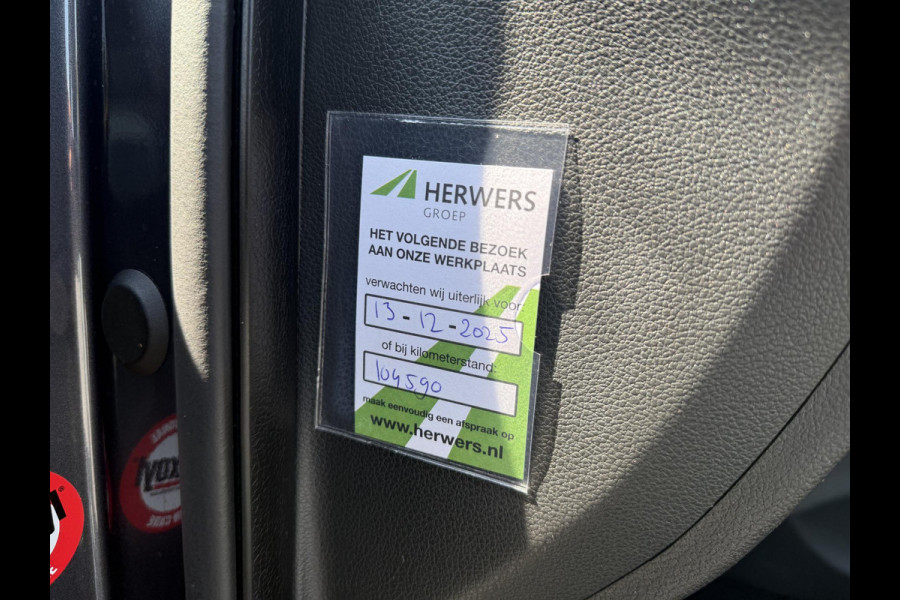 HERWERS
GROEP
HET VOLGENDE BEZOEK
AAN ONZE WERKPLAATS
verwachten wij uiterlijk voor:
13-12-2025
of bij kilometerstand:
104590
maak eenvoudig een afspraak op
www.herwers.nl